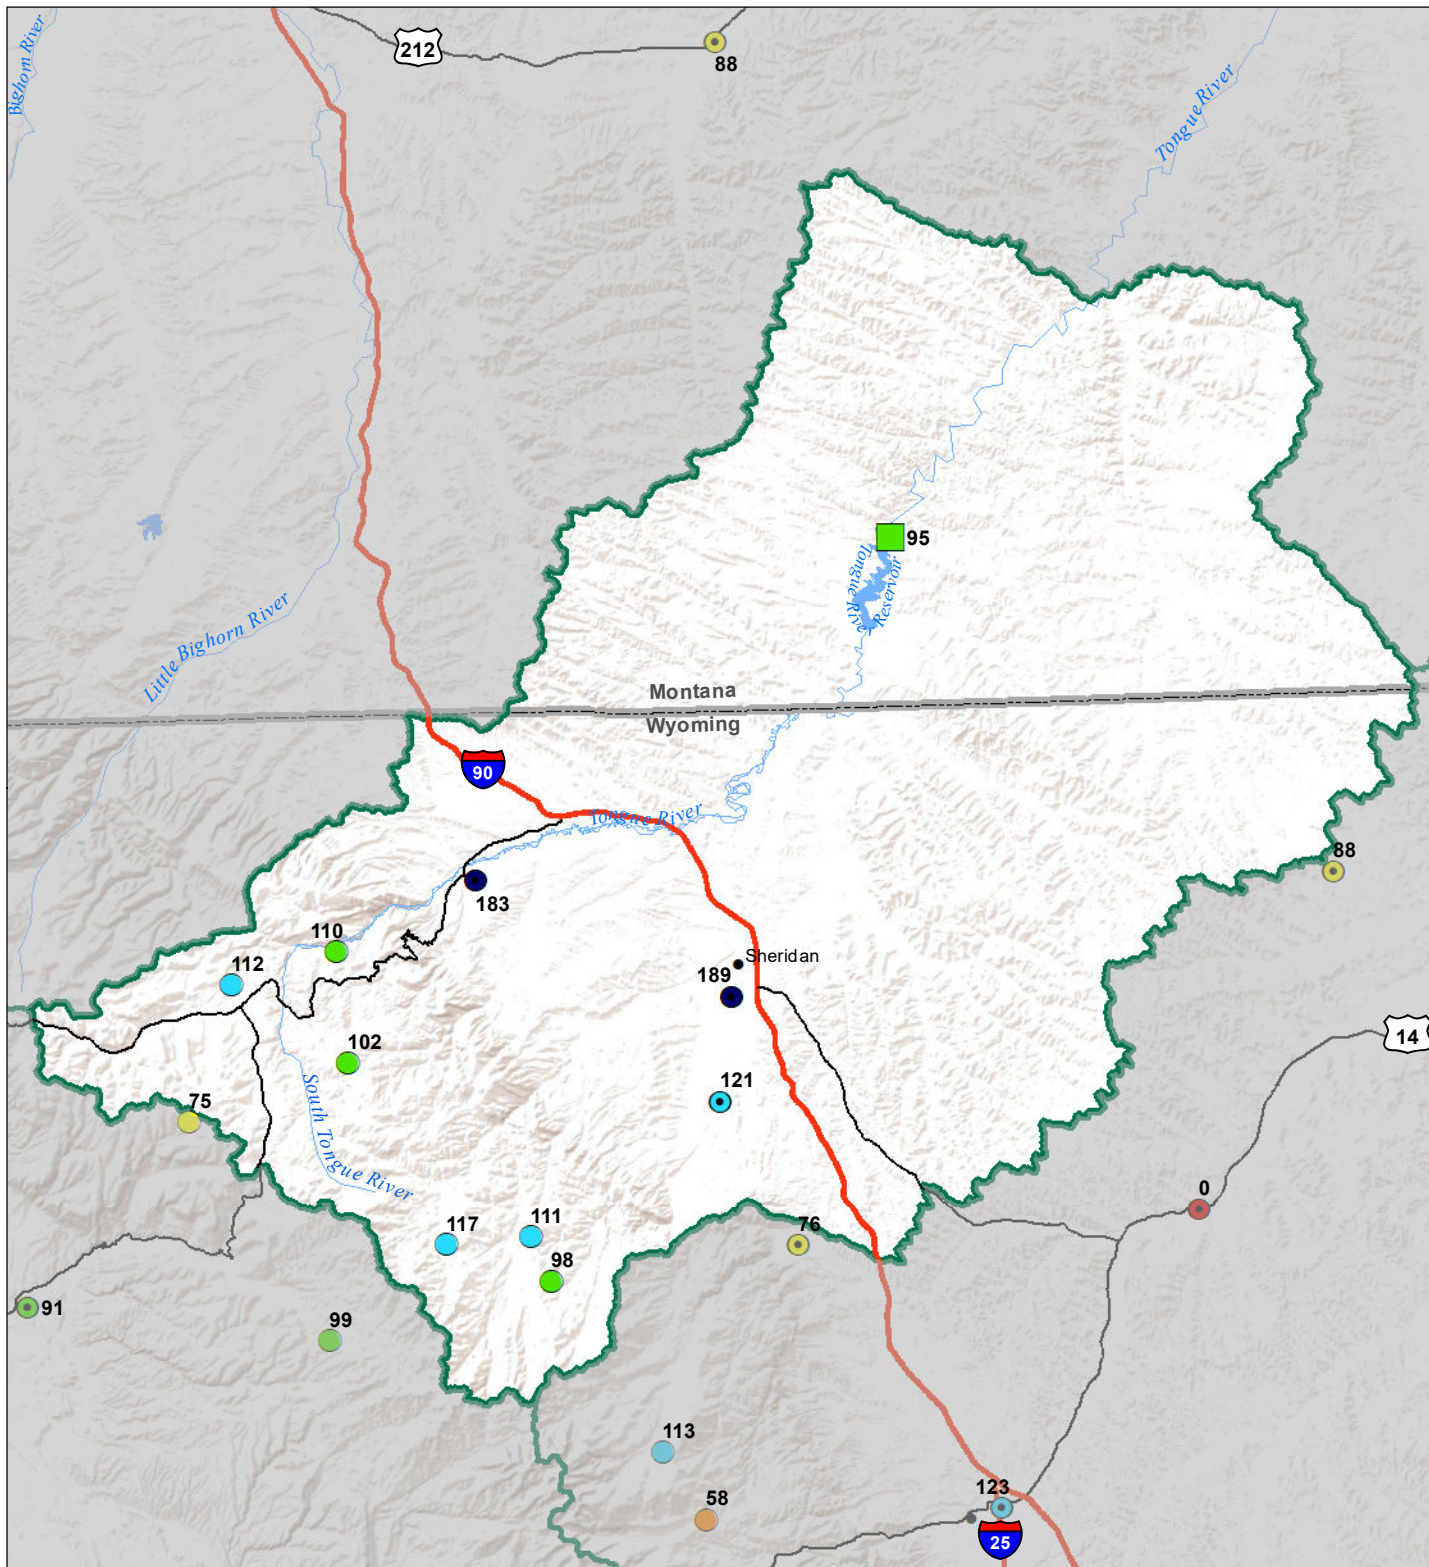 Bighorn River
212
88
Tongue River
95
Tongue River Reservoir
Little Bighorn River
Montana
Wyoming
90
Tongue River
88
183
110
112
Sheridan
189
14
102
121
75
South Tongue River
0
117
111
76
98
91
99
113
123
58
25